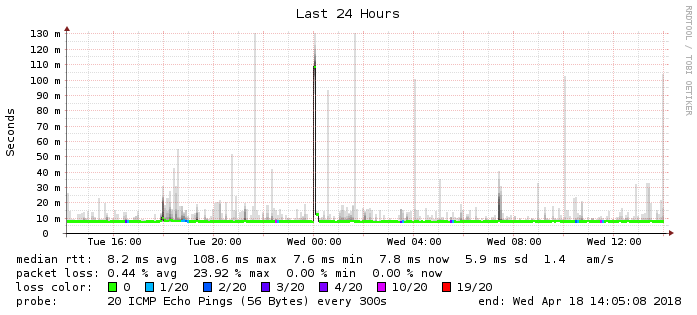 Last 24 Hours
RRDTOOL / TOBI OETIKER
Seconds
130 m
120 m
110 m
100 m
90 m
80 m
70 m
60 m
50 m
40 m
30 m
20 m
10 m
0
Tue 16:00 Tue 20:00 Wed 00:00 Wed 04:00 Wed 08:00 Wed 12:00
median rtt: 8.2 ms avg 108.6 ms max 7.6 ms min 7.8 ms now 5.9 ms sd 1.4 am/s
packet loss: 0.44 % avg 23.92 % max 0.00 % min 0.00 % now
loss color: 0 1/20 2/20 3/20 4/20 10/20 19/20
probe: 20 ICMP Echo Pings (56 Bytes) every 300s end: Wed Apr 18 14:05:08 2018